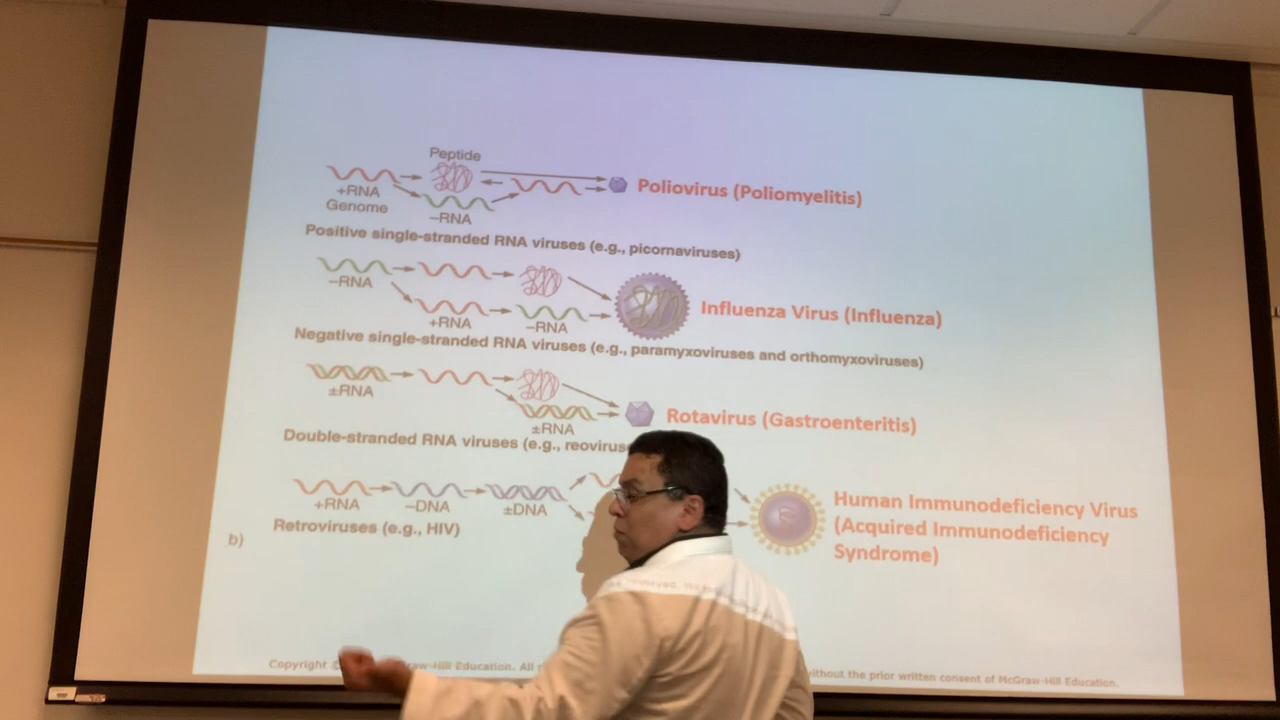 Peptide
+RNA
Genome
−RNA
Poliovirus (Poliomyelitis)
Positive single-stranded RNA viruses (e.g., picornaviruses)
−RNA
+RNA
−RNA
Influenza Virus (Influenza)
Negative single-stranded RNA viruses (e.g., paramyxoviruses and orthomyxoviruses)
±RNA
±RNA
Rotavirus (Gastroenteritis)
Double-stranded RNA viruses (e.g.,
+RNA
−DNA
±DNA
Human Immunodeficiency Virus
(Acquired Immunodeficiency
Syndrome)
Retroviruses (e.g., HIV)
b)
Copyright © raw-Hill Education. All without the prior written consent of McGraw-Hill Education.